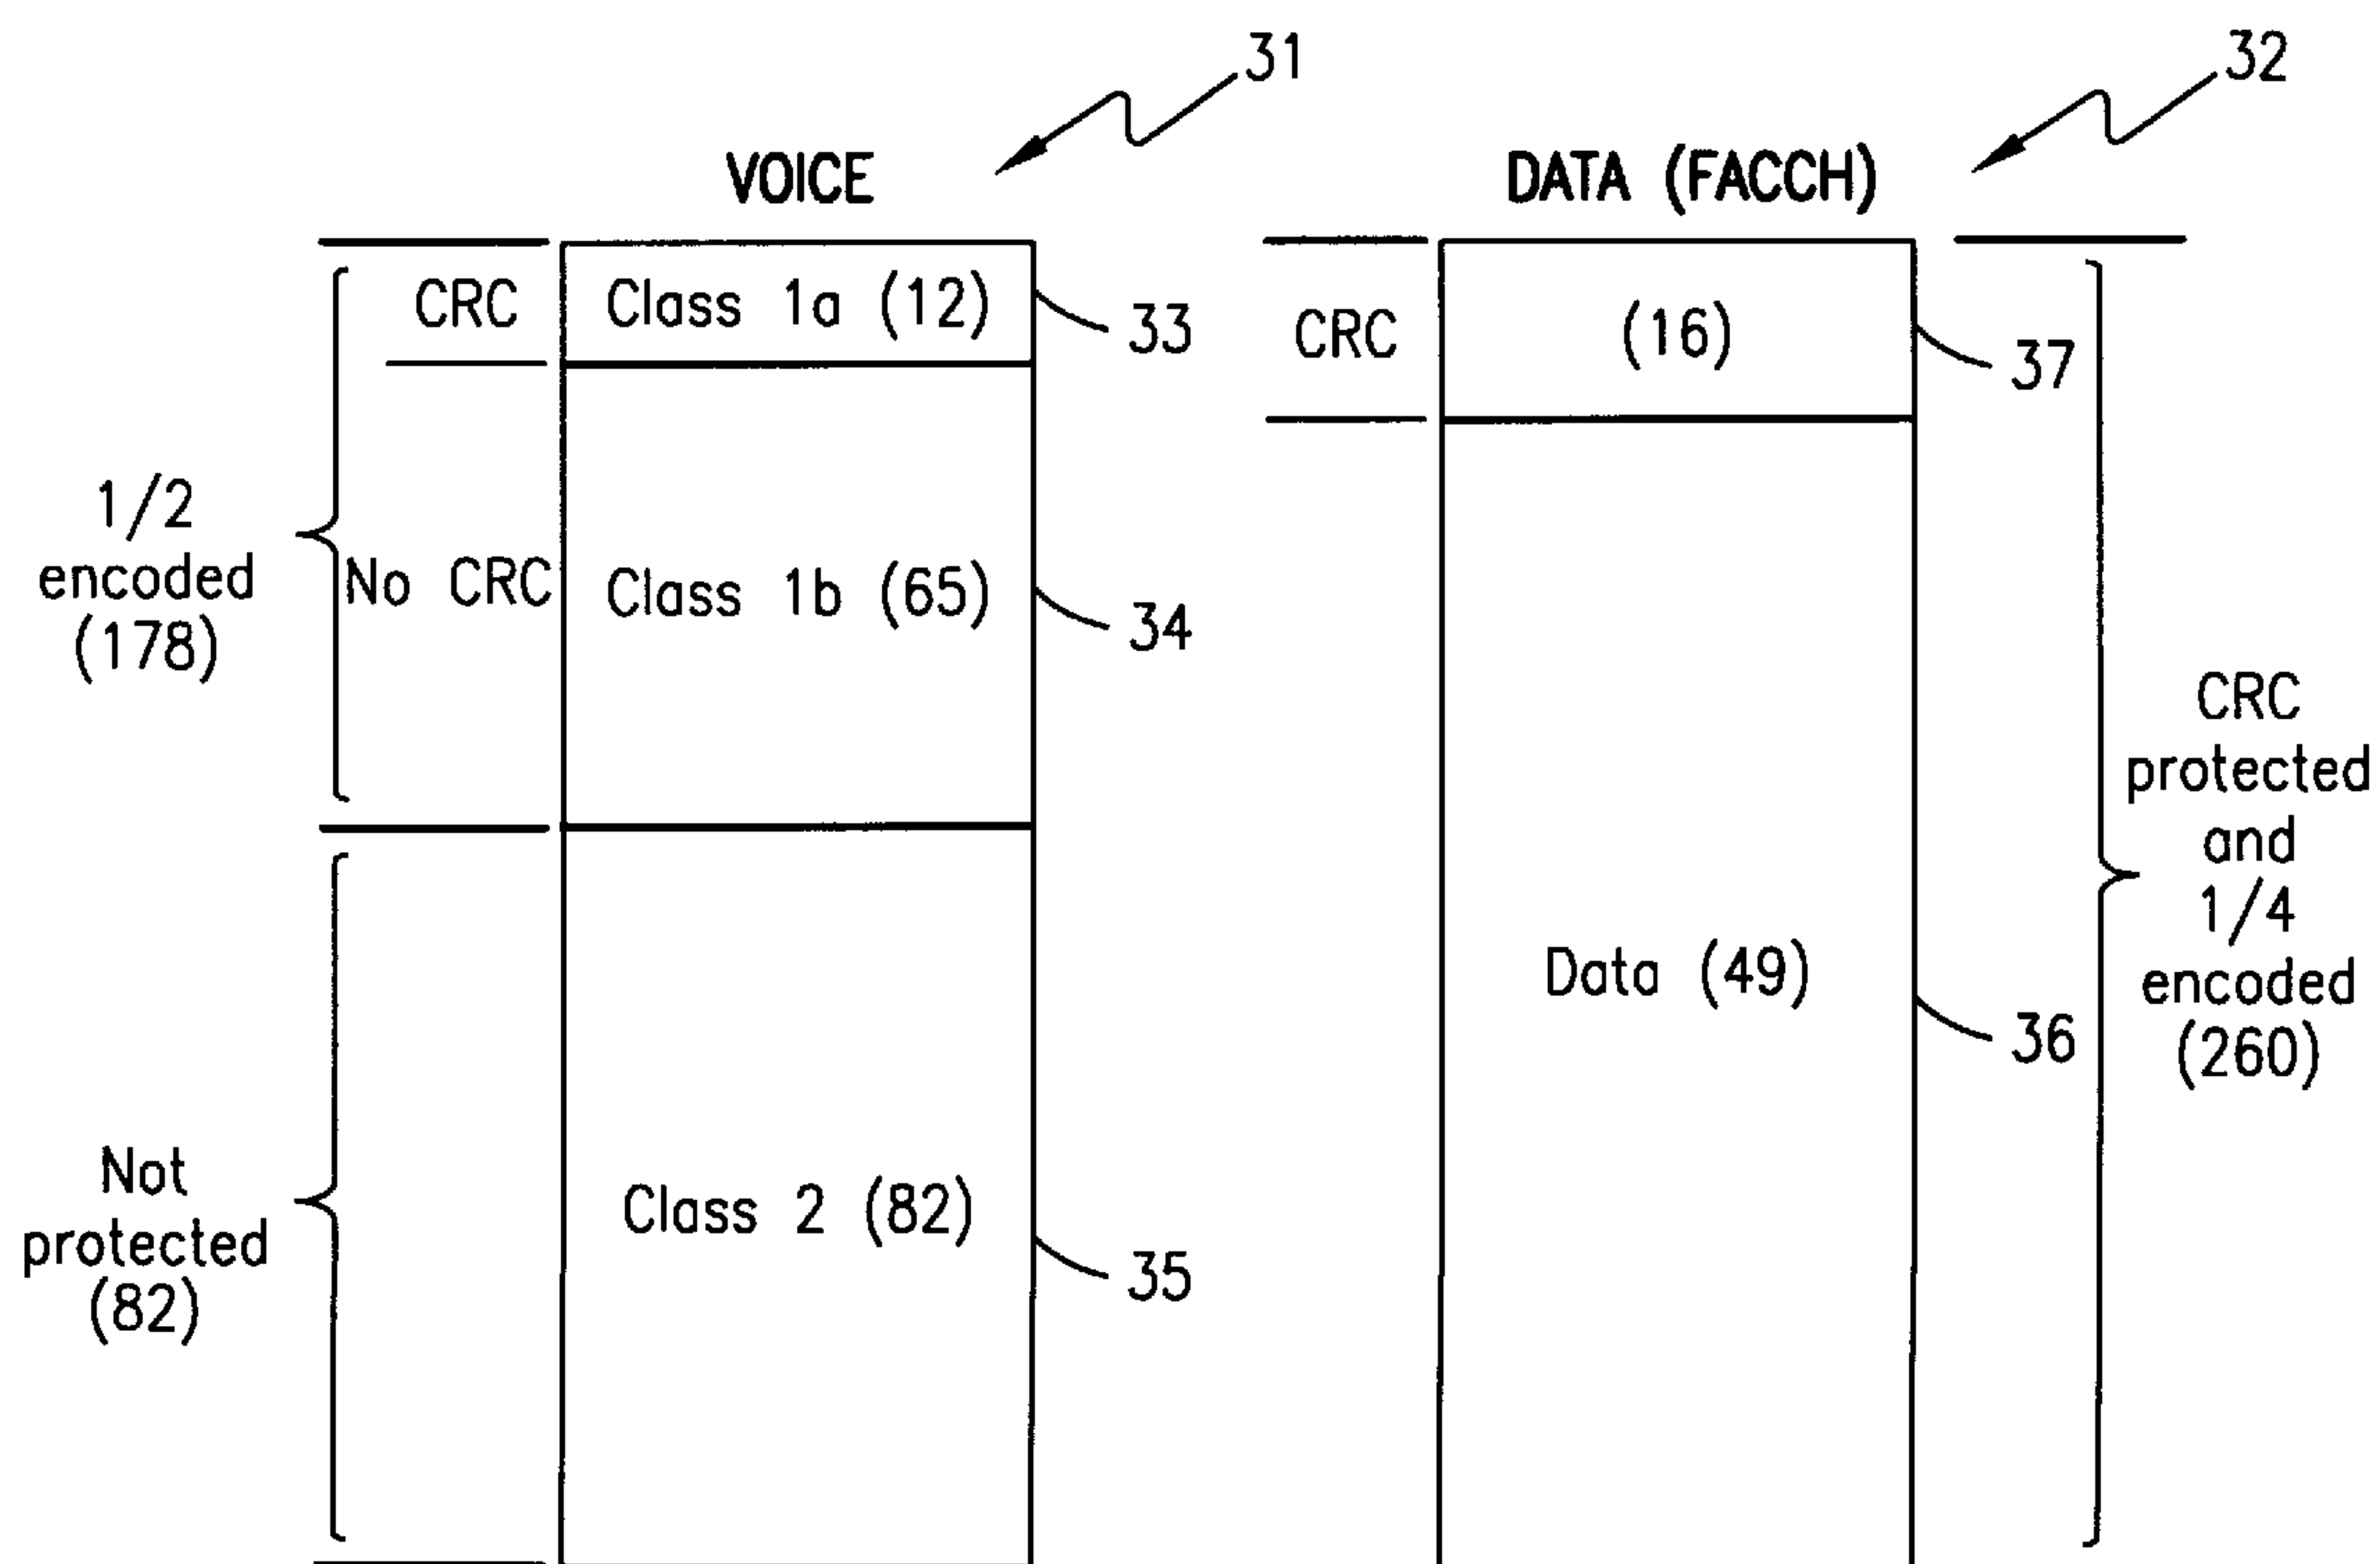 31
32
VOICE
DATA (FACCH)
CRC
Class 1a (12)
33
No CRC
Class 1b (65)
34
1/2
encoded
(178)
Class 2 (82)
35
Not
protected
(82)
CRC
(16)
37
Data (49)
36
CRC
protected
and
1/4
encoded
(260)